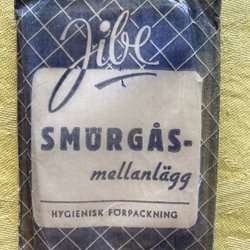 Jibe
SMÖRGÅS-
mellanlägg
HYGIENISK FÖRPACKNING